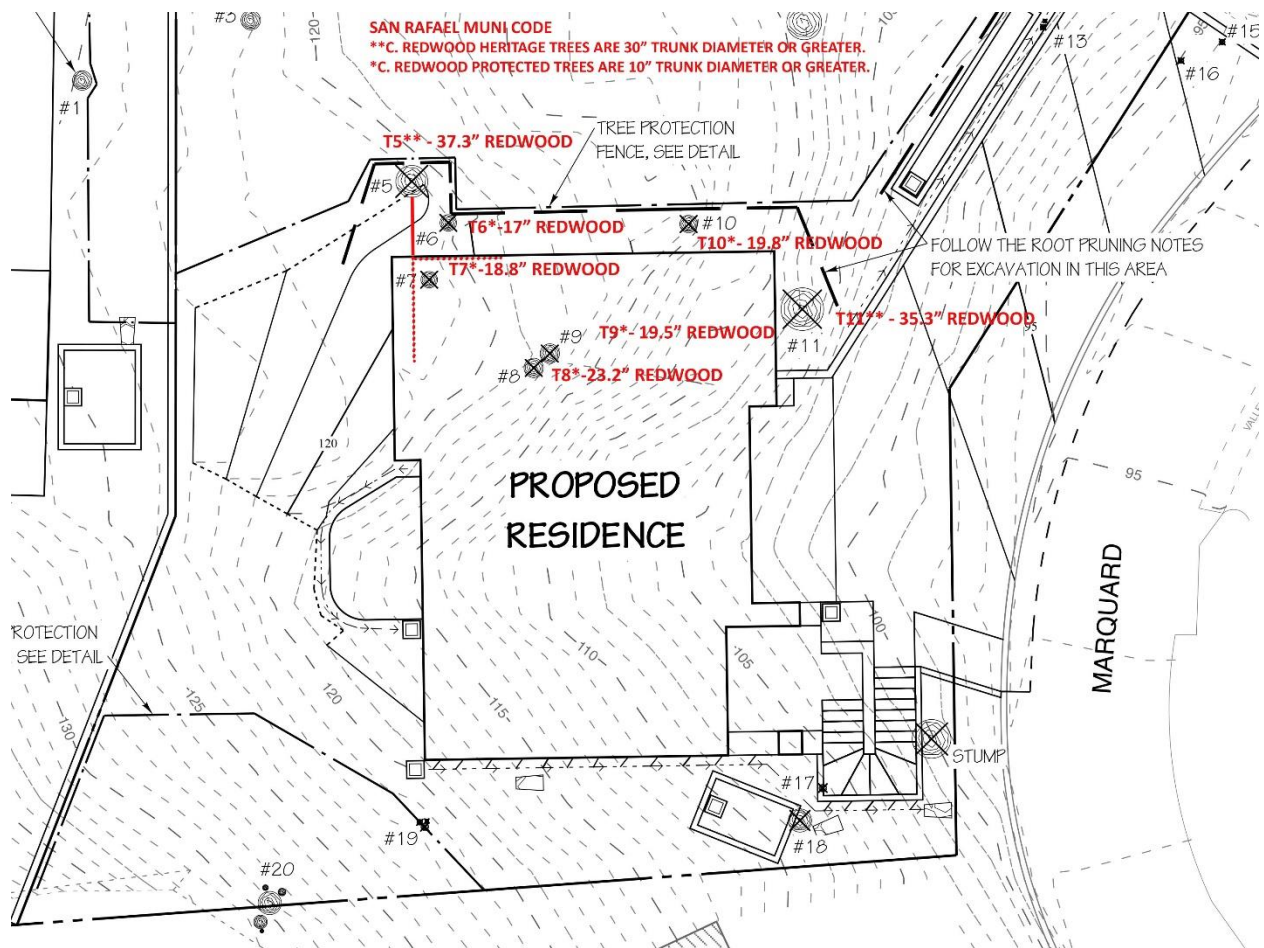 #3
120
SAN RAFAEL MUNI CODE
**C. REDWOOD HERITAGE TREES ARE 30" TRUNK DIAMETER OR GREATER.
*C. REDWOOD PROTECTED TREES ARE 10" TRUNK DIAMETER OR GREATER.
105
#13
95
#15
#16
#1
T5** - 37.3" REDWOOD
TREE PROTECTION
FENCE, SEE DETAIL
#5
#6
T6*-17" REDWOOD
#10
T10*- 19.8" REDWOOD
FOLLOW THE ROOT PRUNING NOTES
FOR EXCAVATION IN THIS AREA
#7
T7*-18.8" REDWOOD
T11** - 35.3" REDWOOD
95
#11
T9*- 19.5" REDWOOD
#9
#8
T8*-23.2" REDWOOD
120
PROPOSED
RESIDENCE
95
MARQUARD
100
ROTECTION
SEE DETAIL
110
105
120
125
115
130
STUMP
#17
#18
#19
#20